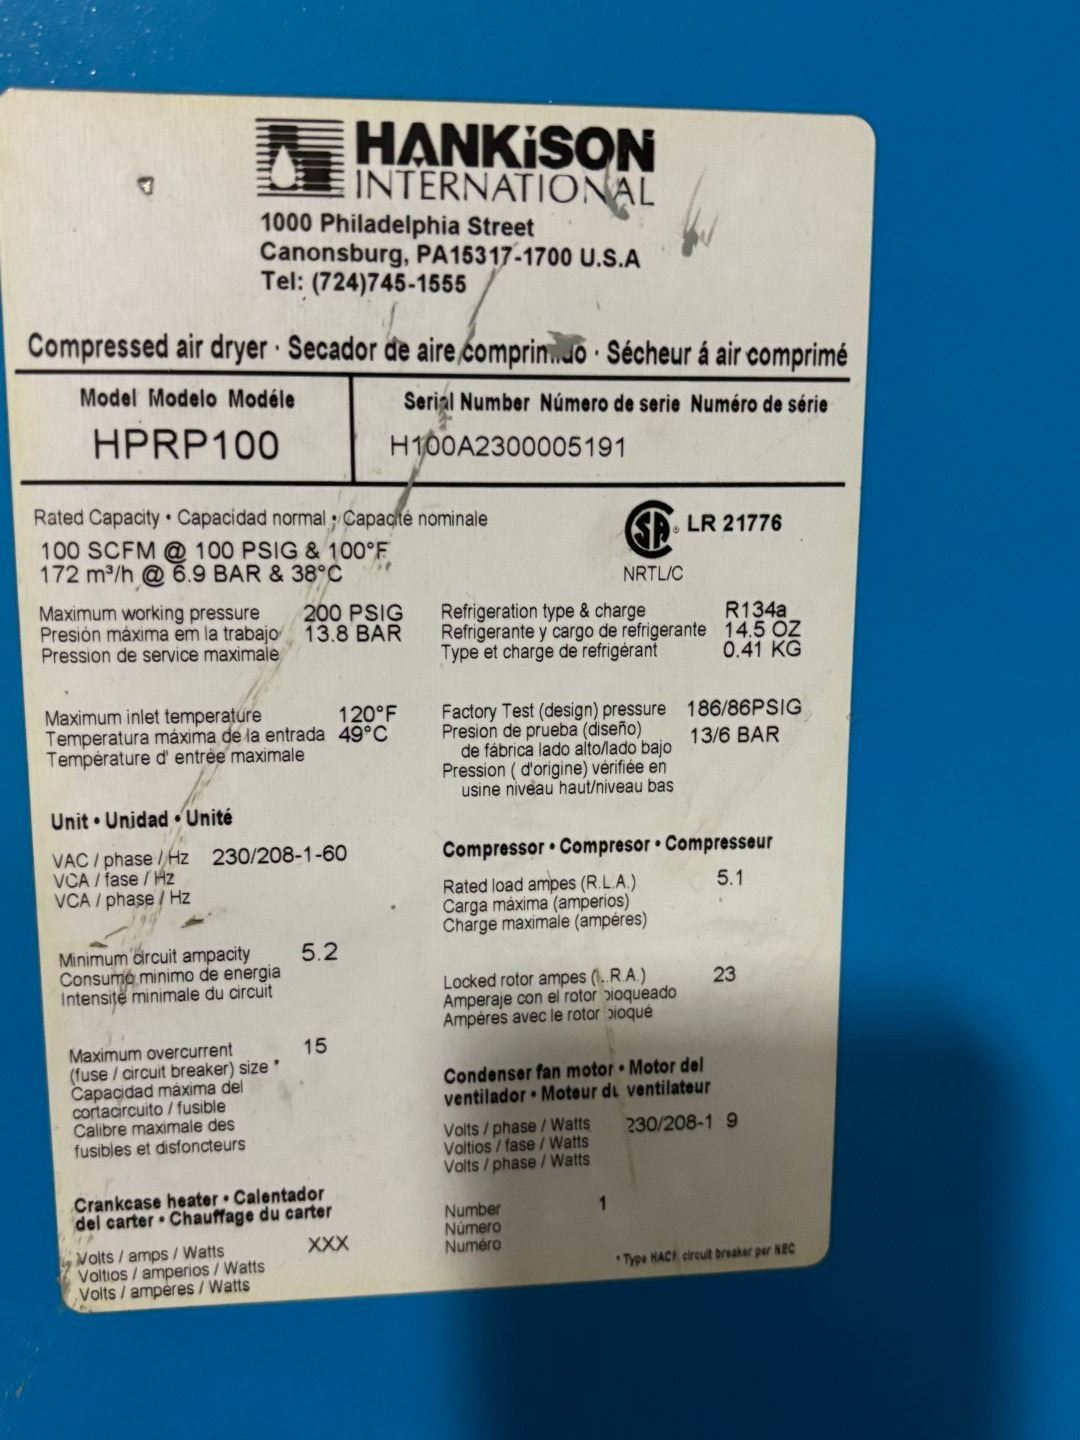 HANKiSON
INTERNATIONAL
1000 Philadelphia Street
Canonsburg, PA15317-1700 U.S.A
Tel: (724)745-1555
Compressed air dryer · Secador de aire comprimido · Sécheur á air comprimé
Model Modelo Modéle
HPRP100
Serial Number Número de serie Numéro de série
H100A2300005191
Rated Capacity • Capacidad normal • Capacité nominale
100 SCFM @ 100 PSIG & 100°F
172 m³/h @ 6.9 BAR & 38°C
SA ® LR 21776
NRTL/C
Maximum working pressure 200 PSIG
Presión máxima em la trabajo 13.8 BAR
Pression de service maximale
Refrigeration type & charge R134a
Refrigerante y cargo de refrigerante 14.5 OZ
Type et charge de refrigérant 0.41 KG
Maximum inlet temperature 120°F
Temperatura máxima de la entrada 49°C
Température d' entrée maximale
Factory Test (design) pressure 186/86PSIG
Presion de prueba (diseño) 13/6 BAR
de fábrica lado alto/lado bajo
Pression ( d'origine) vérifiée en
usine niveau haut/niveau bas
Unit • Unidad • Unité
VAC / phase / Hz 230/208-1-60
VCA / fase / Hz
VCA / phase / Hz
Minimum circuit ampacity 5.2
Consumo minimo de energia
Intensité minimale du circuit
Maximum overcurrent 15
(fuse / circuit breaker) size *
Capacidad máxima del
cortacircuito / fusible
Calibre maximale des
fusibles et disfoncteurs
Crankcase heater • Calentador
del carter • Chauffage du carter
Volts / amps / Watts XXX
Voltios / amperios / Watts
Volts / ampères / Watts
Compressor • Compresor • Compresseur
Rated load ampes (R.L.A.) 5.1
Carga máxima (amperios)
Charge maximale (ampéres)
Locked rotor ampes (L.R.A.) 23
Amperaje con el rotor bioqueado
Ampéres avec le rotor bioqué
Condenser fan motor • Motor del
ventilador • Moteur du ventilateur
Volts / phase / Watts 230/208-1 9
Voltios / fase / Watts
Volts / phase / Watts
Number 1
Número
Numéro
* Type HACR circuit breaker per NEC